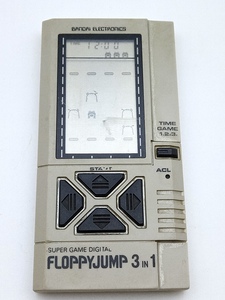 BANDAI ELECTRONICS
12:00
TIME
GAME
1.2.3.
ACL
START
SUPER GAME DIGITAL
FLOPPYJUMP 3 IN 1